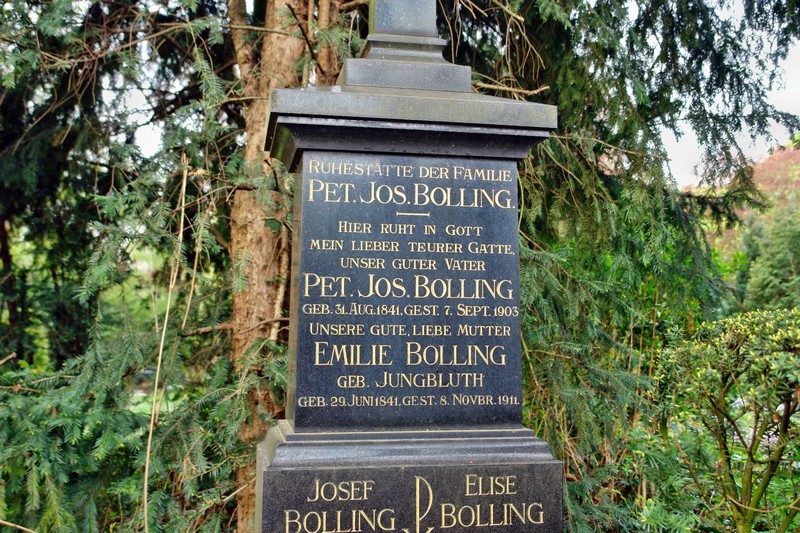 RUHESTÄTTE DER FAMILIE
PET. JOS. BOLLING.
HIER RUHT IN GOTT
MEIN LIEBER TEURER GATTE,
UNSER GUTER VATER
PET. JOS. BOLLING
GEB. 31. AUG. 1841, GEST. 7. SEPT. 1903
UNSERE GUTE, LIEBE MUTTER
EMILIE BOLLING
GEB. JUNGBLUTH
GEB. 29. JUNI 1841, GEST. 8. NOVBR. 1911.
JOSEF ELISE
BOLLING BOLLING